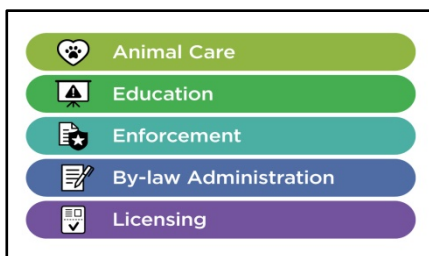 Animal Care
Education
Enforcement
By-law Administration
Licensing